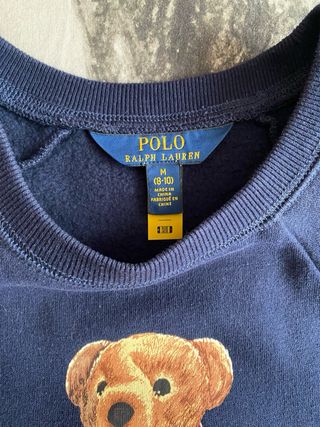 POLO
RALPH LAUREN
M
(8-10)
MADE IN
CHINA
FABRIQUÉ EN
CHINE